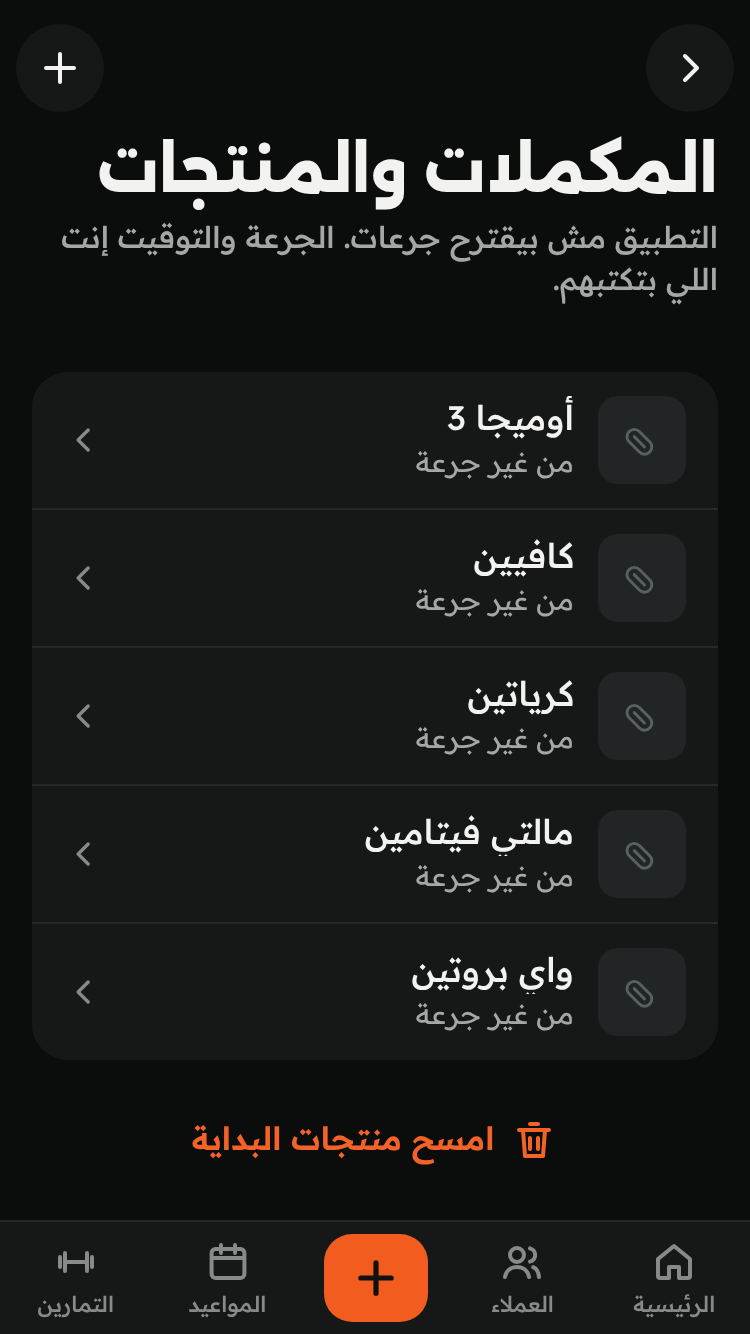 المكملات والمنتجات
التطبيق مش بيقترح جرعات. الجرعة والتوقيت إنت
اللي بتكتبهم.
أوميجا 3
من غير جرعة
كافيين
من غير جرعة
كرياتين
من غير جرعة
مالتي فيتامين
من غير جرعة
واي بروتين
من غير جرعة
امسح منتجات البداية
الرئيسية
العملاء
المواعيد
التمارين